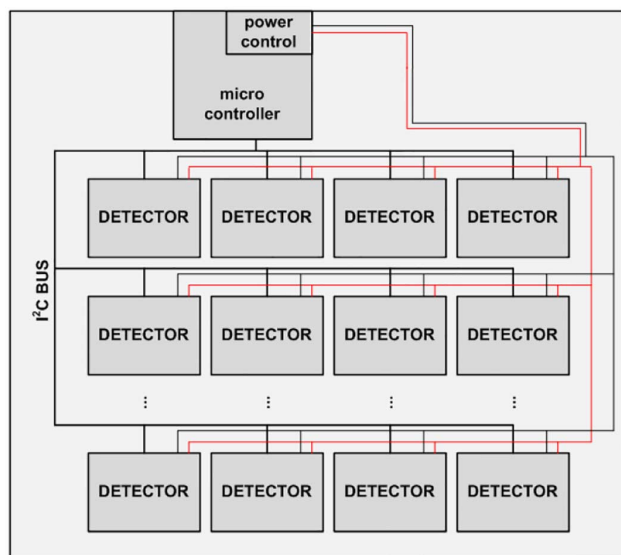 power
control
micro
controller
DETECTOR DETECTOR DETECTOR DETECTOR
I²C BUS
DETECTOR DETECTOR DETECTOR DETECTOR
⋮ ⋮ ⋮ ⋮
DETECTOR DETECTOR DETECTOR DETECTOR